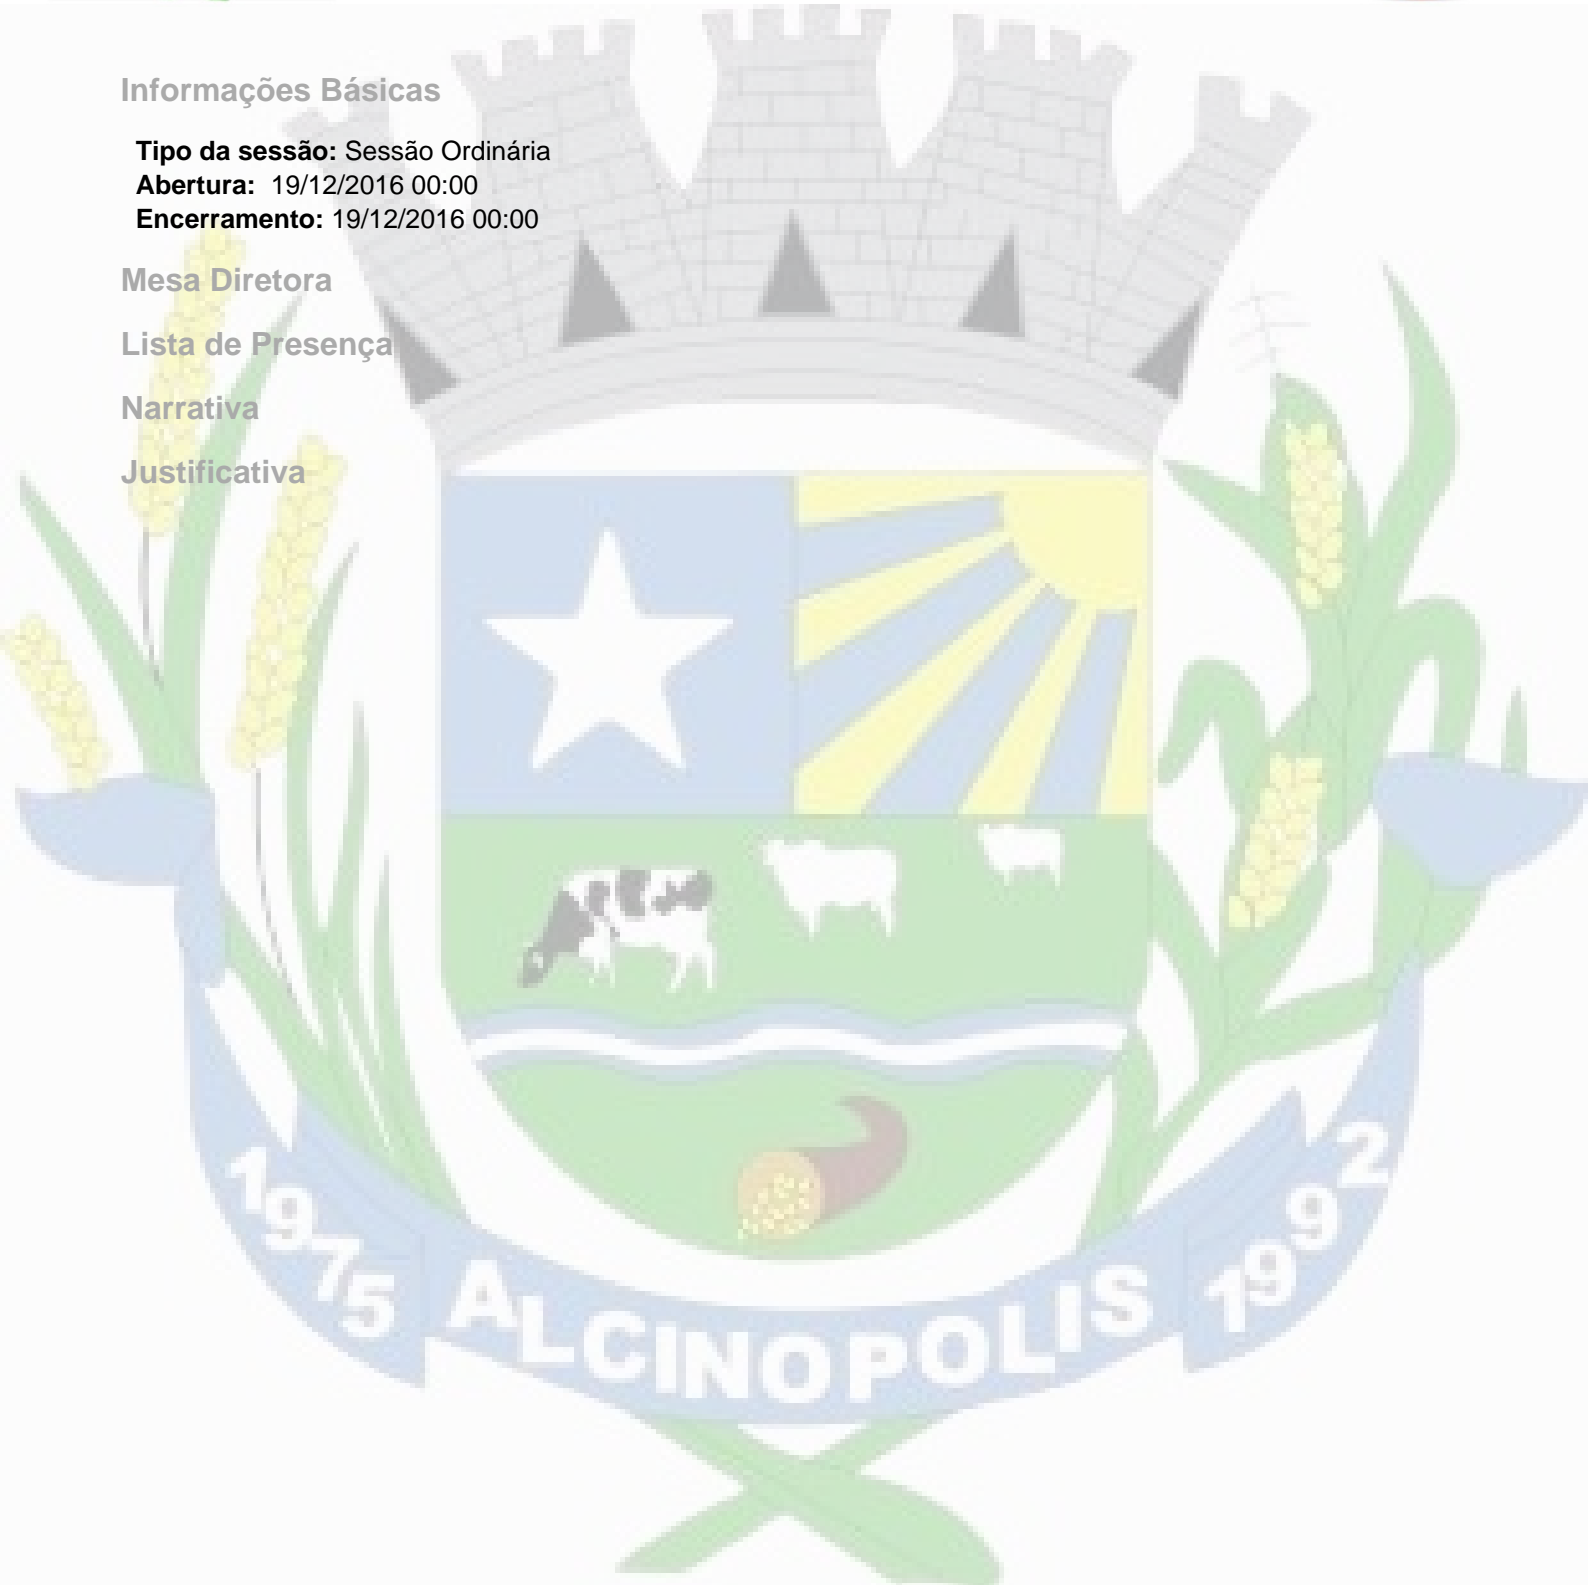 Informações Básicas
Tipo da sessão: Sessão Ordinária
Abertura: 19/12/2016 00:00
Encerramento: 19/12/2016 00:00
Mesa Diretora
Lista de Presença
Narrativa
Justificativa
1975 ALCINOPOLIS 1992